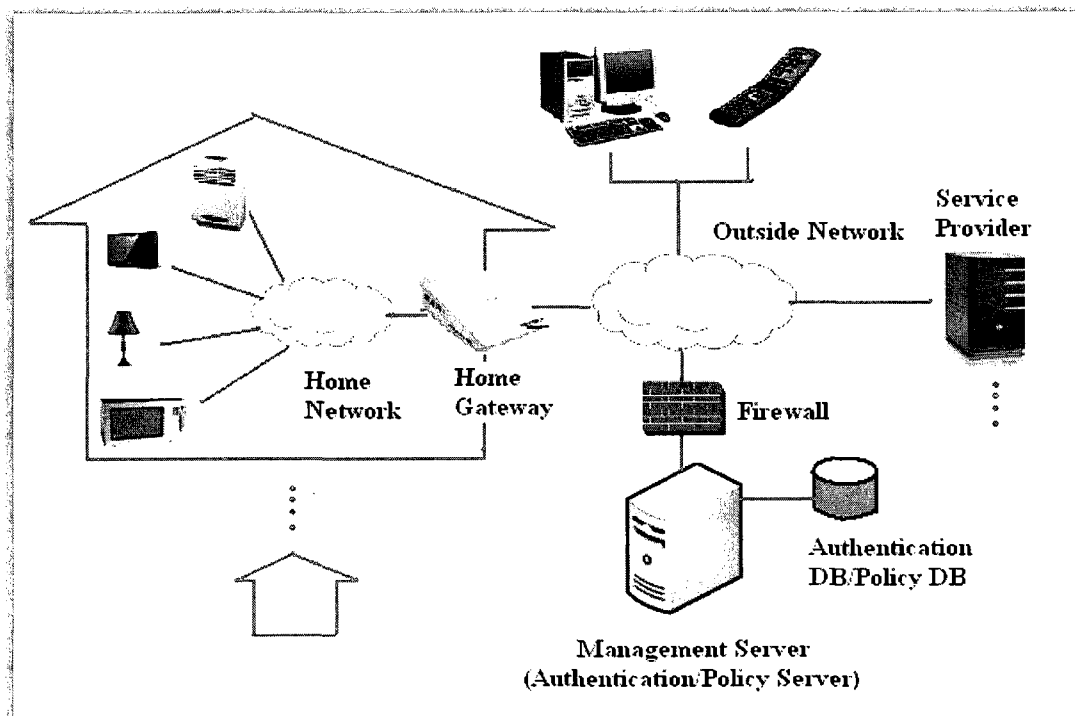 Service
Provider
Outside Network
Home
Network
Home
Gateway
Firewall
Authentication
DB/Policy DB
Management Server
(Authentication/Policy Server)